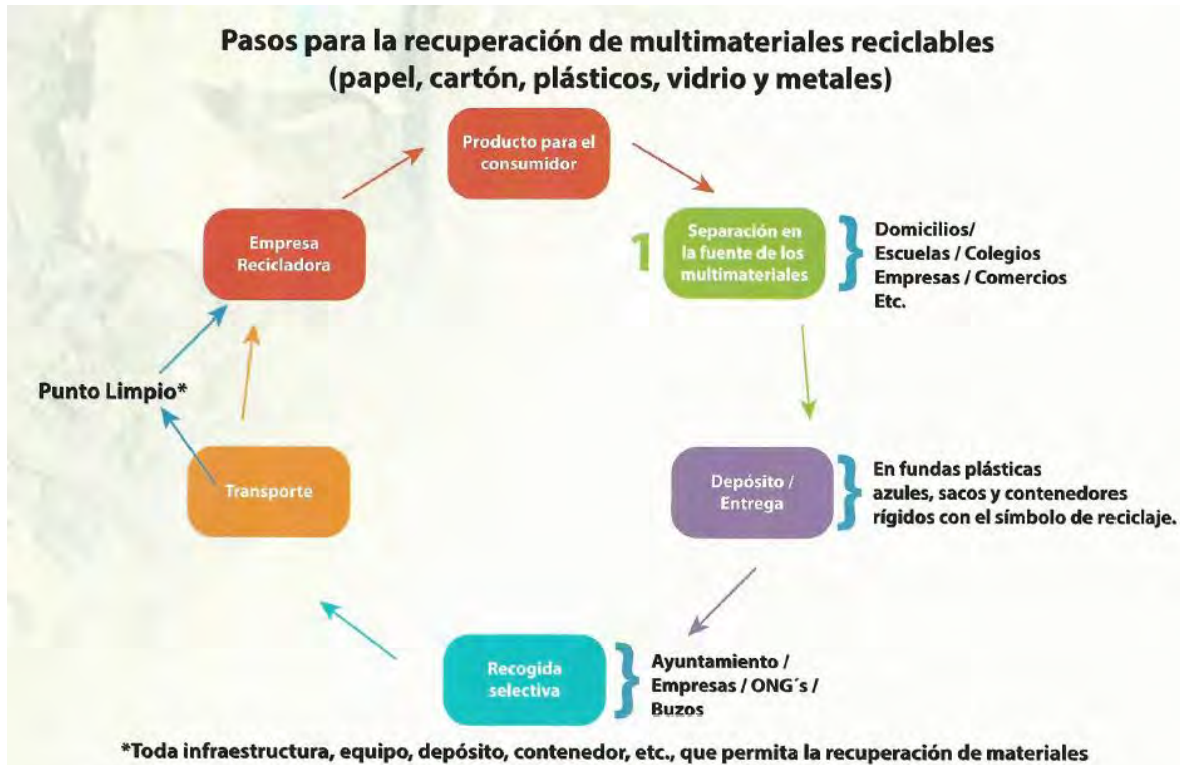 Pasos para la recuperación de multimateriales reciclables
(papel, cartón, plásticos, vidrio y metales)
Producto para el
consumidor
1
Separación en
la fuente de los
multimateriales
Domicilios/
Escuelas / Colegios
Empresas / Comercios
Etc.
Empresa
Recicladora
Punto Limpio*
Transporte
Depósito /
Entrega
En fundas plásticas
azules, sacos y contenedores
rígidos con el símbolo de reciclaje.
Recogida
selectiva
Ayuntamiento /
Empresas / ONG´s /
Buzos
*Toda infraestructura, equipo, depósito, contenedor, etc., que permita la recuperación de materiales